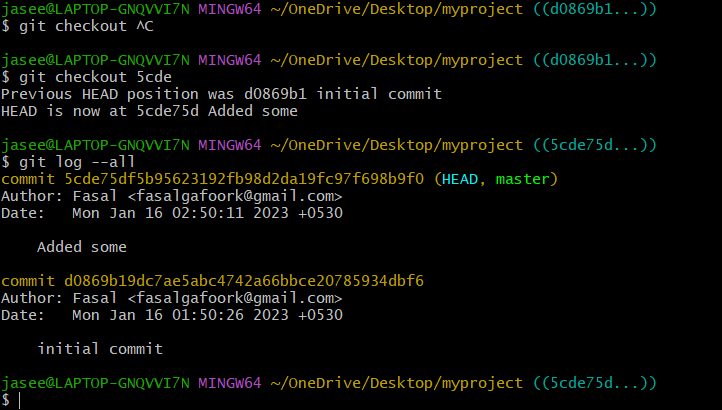 jasee@LAPTOP-GNQVVI7N MINGW64 ~/OneDrive/Desktop/myproject ((d0869b1...))
$ git checkout ^C
jasee@LAPTOP-GNQVVI7N MINGW64 ~/OneDrive/Desktop/myproject ((d0869b1...))
$ git checkout 5cde
Previous HEAD position was d0869b1 initial commit
HEAD is now at 5cde75d Added some
jasee@LAPTOP-GNQVVI7N MINGW64 ~/OneDrive/Desktop/myproject ((5cde75d...))
$ git log --all
commit 5cde75df5b95623192fb98d2da19fc97f698b9f0 (HEAD, master)
Author: Fasal <fasalgafoork@gmail.com>
Date:   Mon Jan 16 02:50:11 2023 +0530
Added some
commit d0869b19dc7ae5abc4742a66bbce20785934dbf6
Author: Fasal <fasalgafoork@gmail.com>
Date:   Mon Jan 16 01:50:26 2023 +0530
initial commit
jasee@LAPTOP-GNQVVI7N MINGW64 ~/OneDrive/Desktop/myproject ((5cde75d...))
$